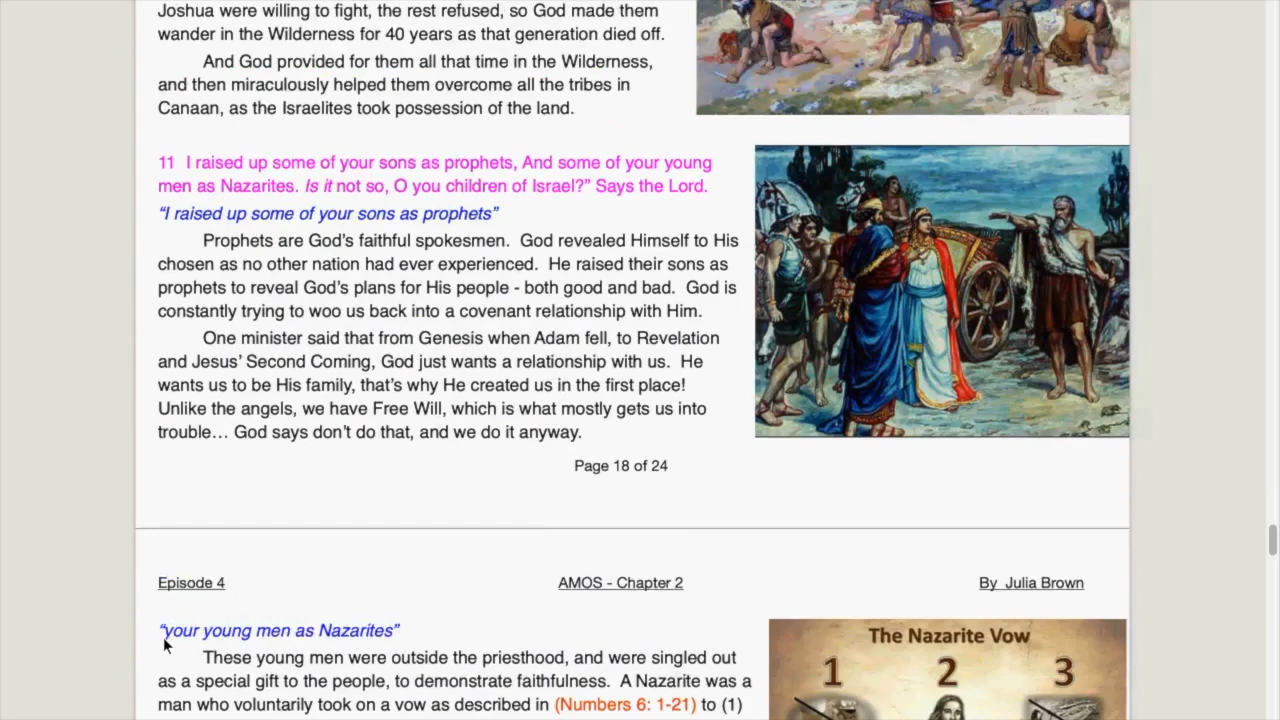 Joshua were willing to fight, the rest refused, so God made them
wander in the Wilderness for 40 years as that generation died off.
And God provided for them all that time in the Wilderness,
and then miraculously helped them overcome all the tribes in
Canaan, as the Israelites took possession of the land.
11  I raised up some of your sons as prophets, And some of your young
men as Nazarites. Is it not so, O you children of Israel?” Says the Lord.
“I raised up some of your sons as prophets”
Prophets are God’s faithful spokesmen.  God revealed Himself to His
chosen as no other nation had ever experienced.  He raised their sons as
prophets to reveal God’s plans for His people - both good and bad.  God is
constantly trying to woo us back into a covenant relationship with Him.
One minister said that from Genesis when Adam fell, to Revelation
and Jesus’ Second Coming, God just wants a relationship with us.  He
wants us to be His family, that’s why He created us in the first place!
Unlike the angels, we have Free Will, which is what mostly gets us into
trouble… God says don’t do that, and we do it anyway.
Page 18 of 24
Episode 4 AMOS - Chapter 2 By  Julia Brown
“your young men as Nazarites”
These young men were outside the priesthood, and were singled out
as a special gift to the people, to demonstrate faithfulness.  A Nazarite was a
man who voluntarily took on a vow as described in (Numbers 6: 1-21) to (1)
The Nazarite Vow
1 2 3